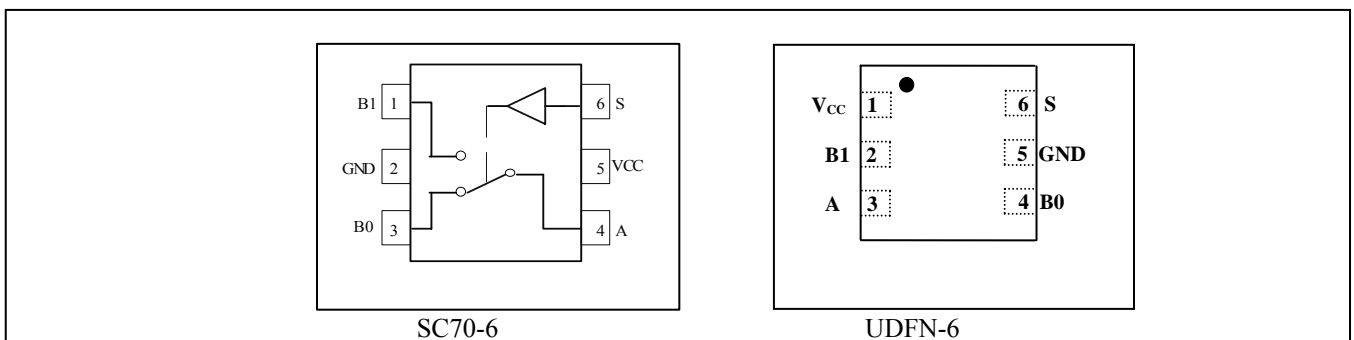 B1 1 6 S
GND 2 5 VCC
B0 3 4 A
SC70-6
VCC 1 6 S
B1 2 5 GND
A 3 4 B0
UDFN-6